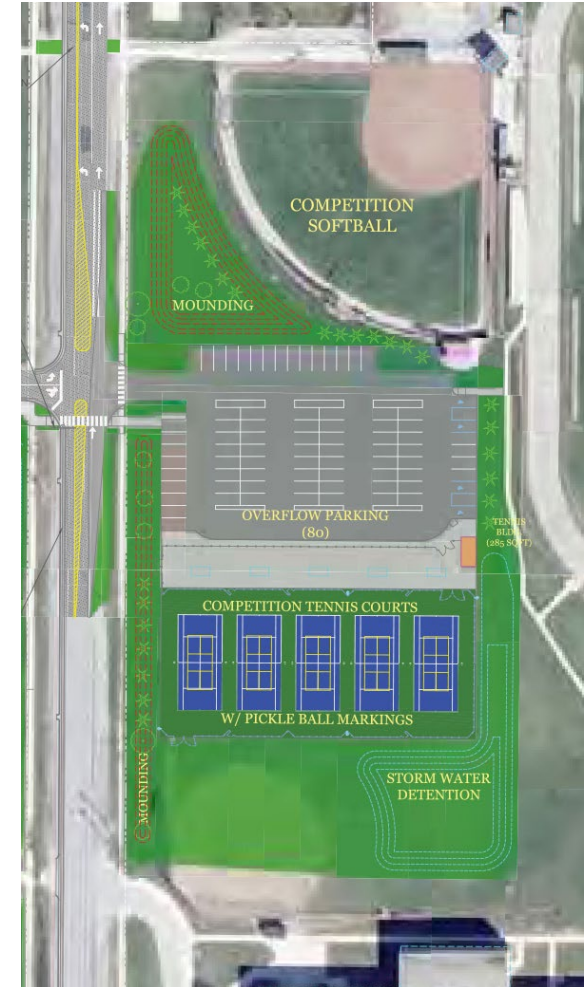 COMPETITION
SOFTBALL
MOUNDING
OVERFLOW PARKING
(80)
TENNIS
BLDG
(285 SQFT)
COMPETITION TENNIS COURTS
W/ PICKLE BALL MARKINGS
MOUNDING
STORM WATER
DETENTION